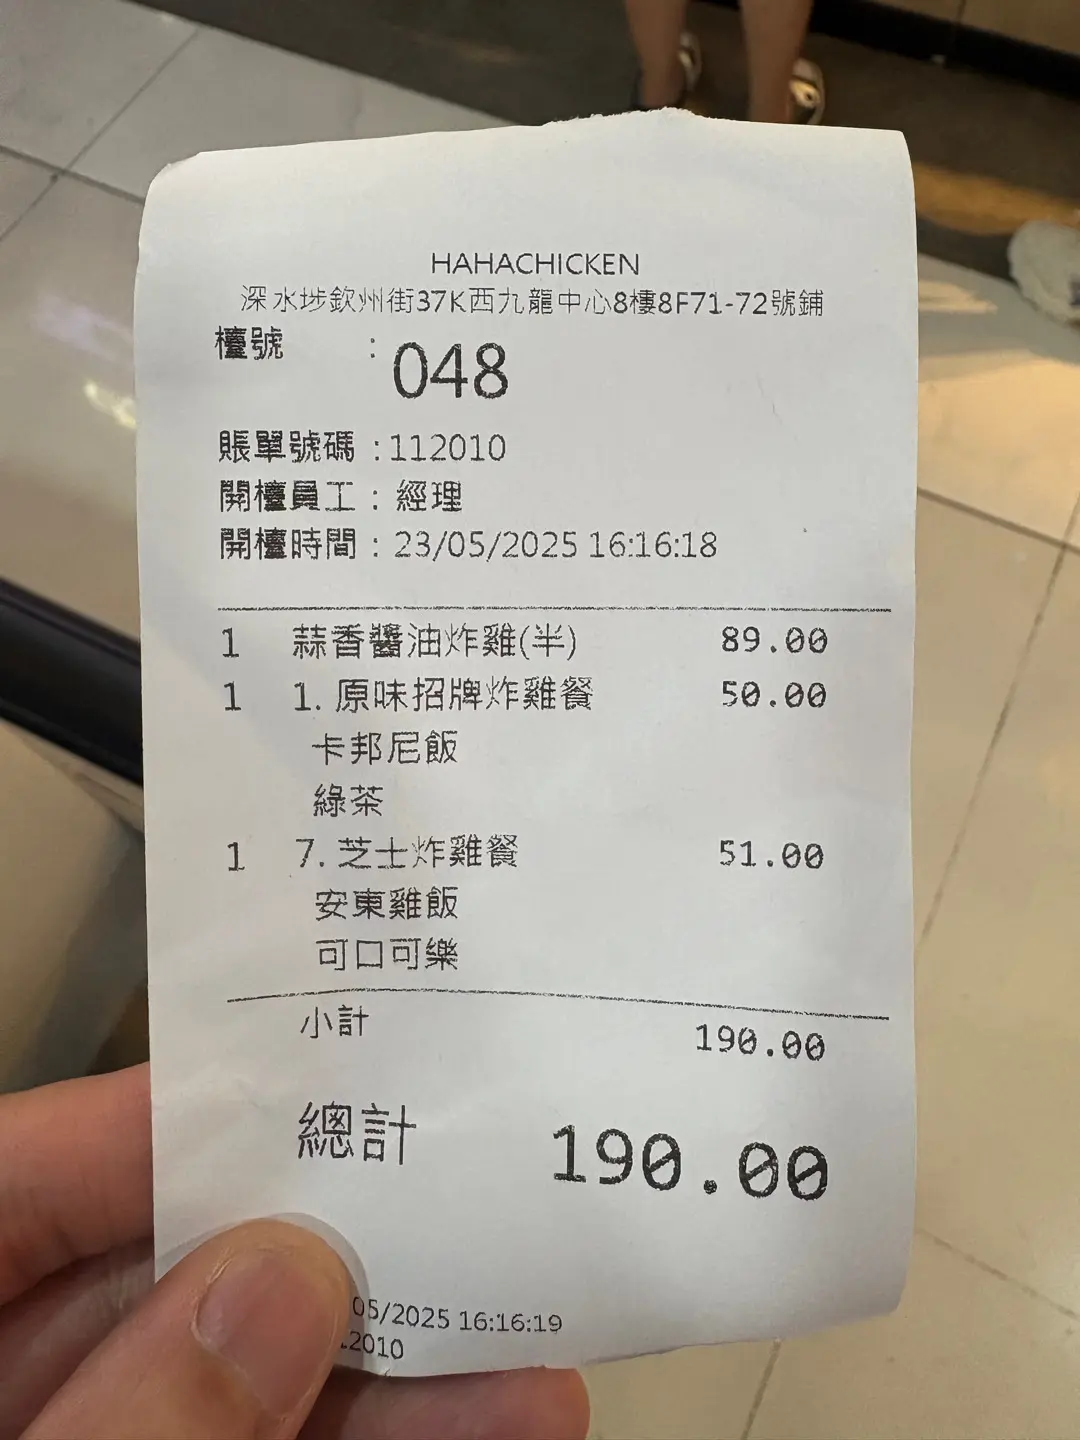 HAHACHICKEN
深水埗欽州街37K西九龍中心8樓8F71-72號鋪
檯號 : 048
賬單號碼 : 112010
開檯員工 : 經理
開檯時間 : 23/05/2025 16:16:18
1 蒜香醬油炸雞(半) 89.00
1 1. 原味招牌炸雞餐 50.00
卡邦尼飯
綠茶
1 7. 芝士炸雞餐 51.00
安東雞飯
可口可樂
小計 190.00
總計 190.00
05/2025 16:16:19
12010